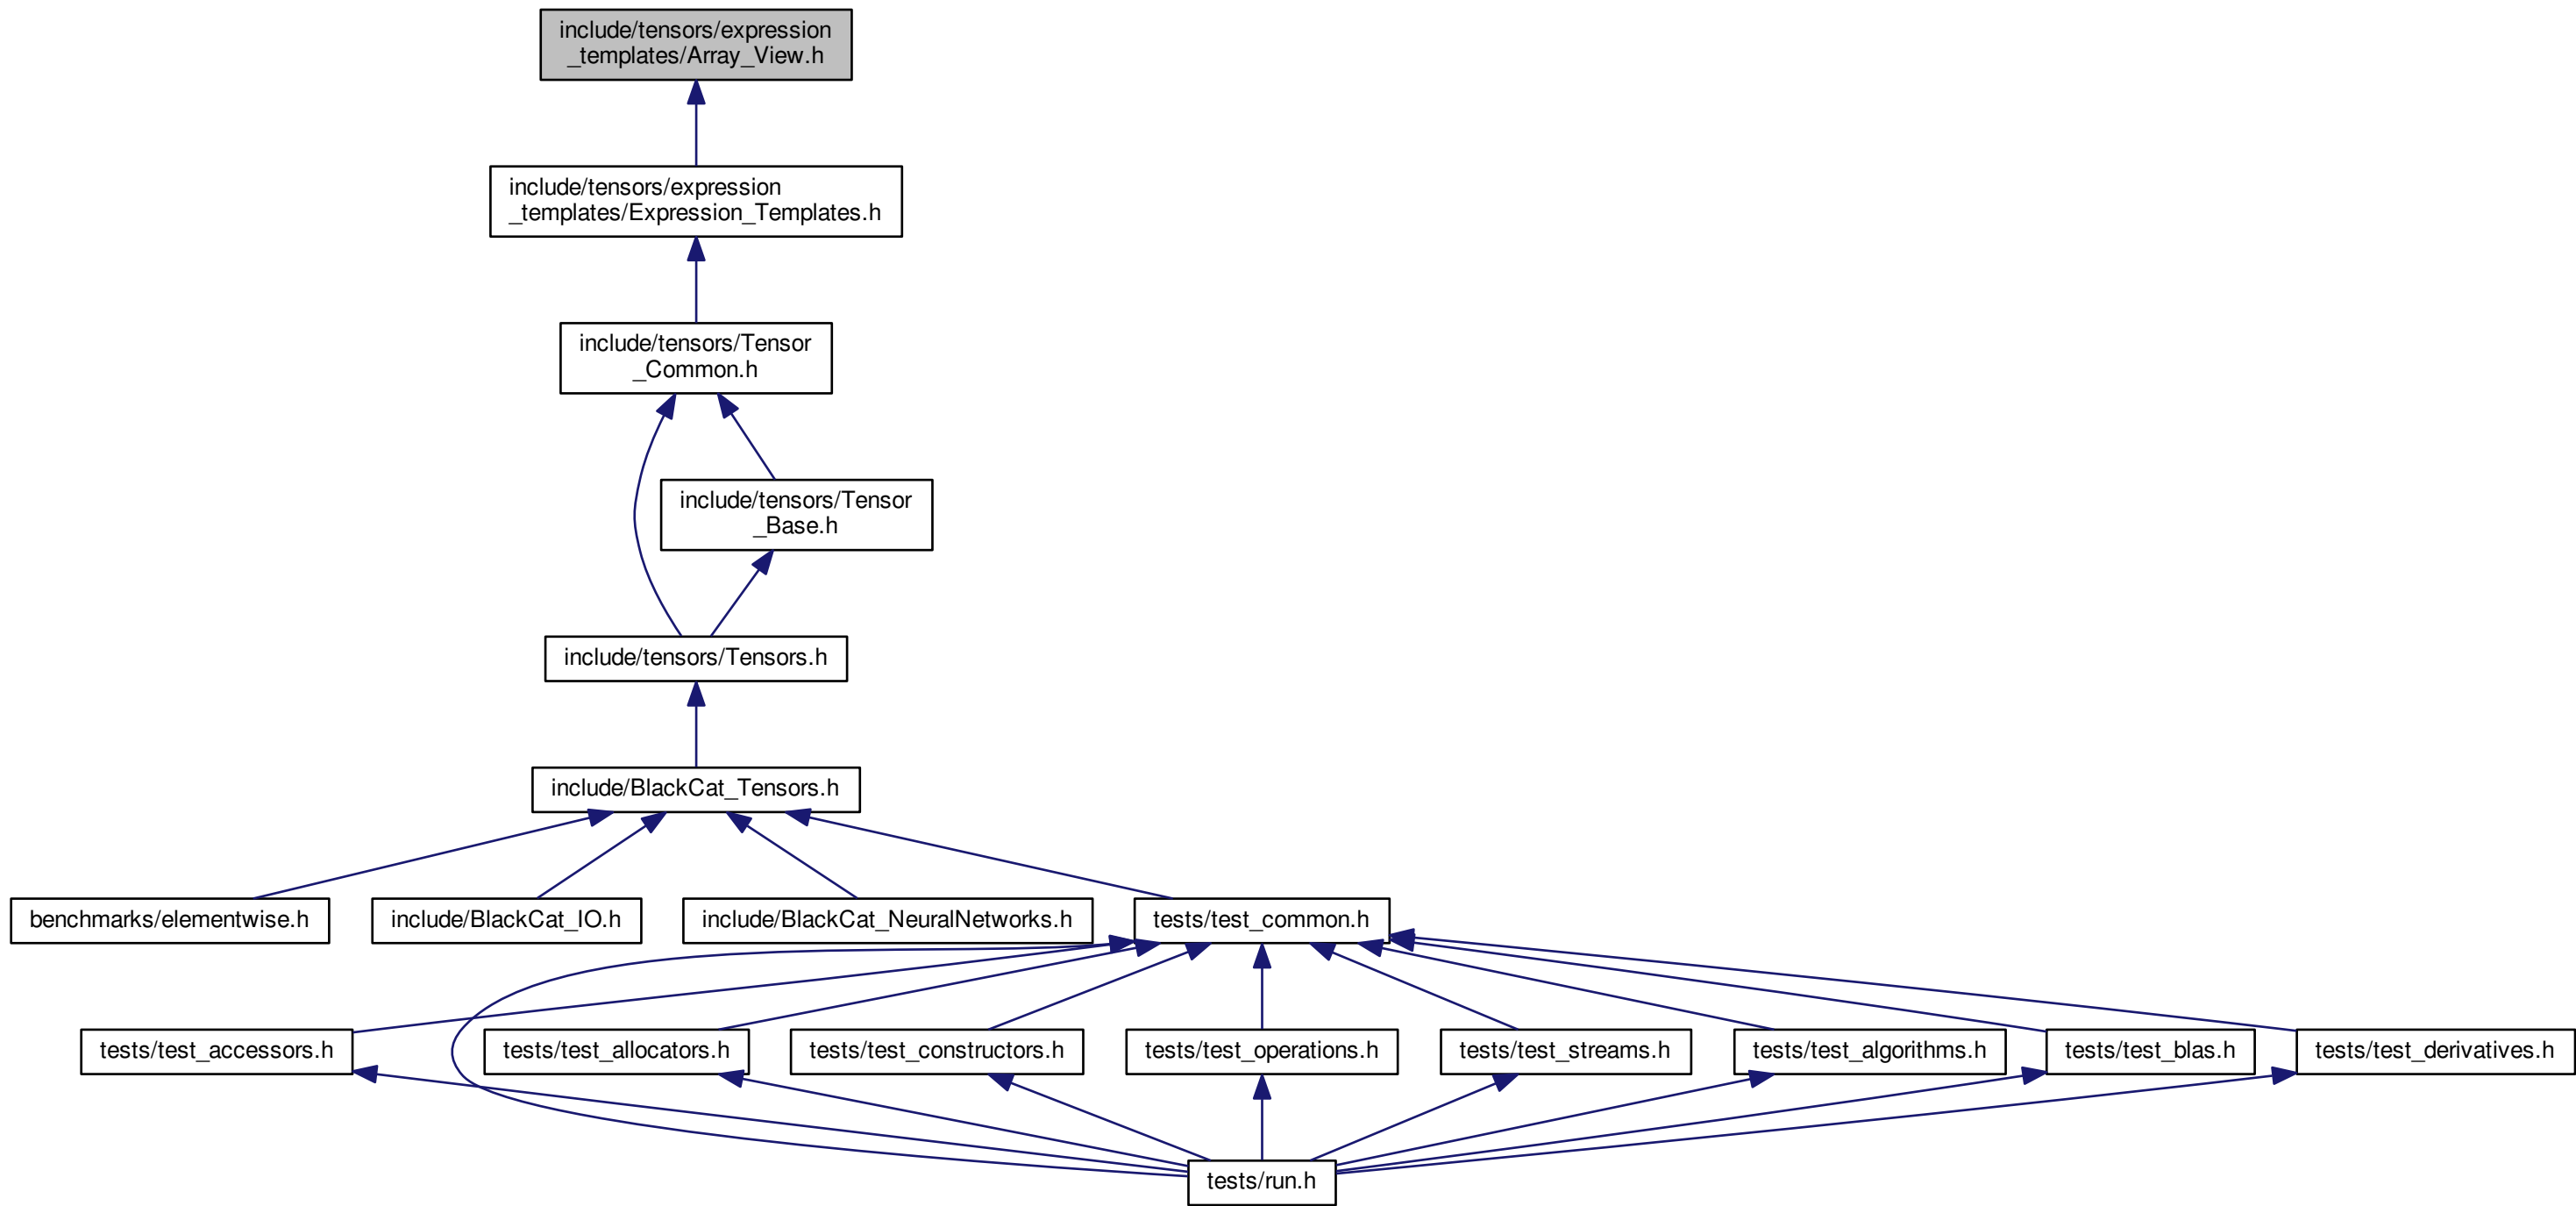 include/tensors/expression
_templates/Array_View.h
include/tensors/expression
_templates/Expression_Templates.h
include/tensors/Tensor
_Common.h
include/tensors/Tensor
_Base.h
include/tensors/Tensors.h
include/BlackCat_Tensors.h
benchmarks/elementwise.h
include/BlackCat_IO.h
include/BlackCat_NeuralNetworks.h
tests/test_common.h
tests/test_accessors.h
tests/test_allocators.h
tests/test_constructors.h
tests/test_operations.h
tests/test_streams.h
tests/test_algorithms.h
tests/test_blas.h
tests/test_derivatives.h
tests/run.h